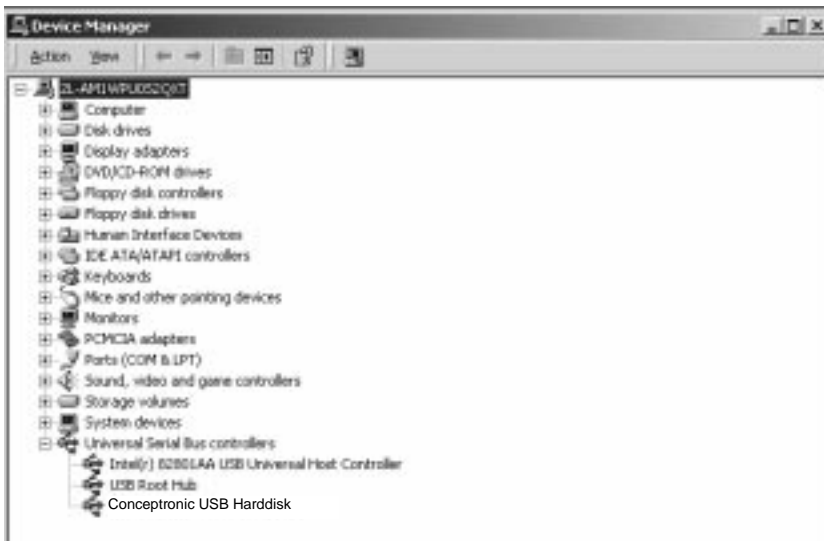 Device Manager
Action View
2L-AM1WPU052QXT
Computer
Disk drives
Display adapters
DVD/CD-ROM drives
Floppy disk controllers
Floppy disk drives
Human Interface Devices
IDE ATA/ATAPI controllers
Keyboards
Mice and other pointing devices
Monitors
PCMCIA adapters
Ports (COM & LPT)
Sound, video and game controllers
Storage volumes
System devices
Universal Serial Bus controllers
Intel(r) 82801AA USB Universal Host Controller
USB Root Hub
Conceptronic USB Harddisk